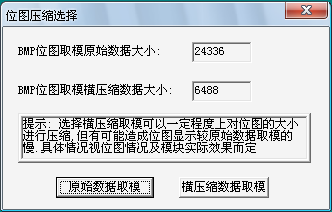 位图压缩选择
BMP位图取模原始数据大小: 24336
BMP位图取模横压缩数据大小: 6488
提示: 选择横压缩取模可以一定程度上对位图的大小
进行压缩,但有可能造成位图显示较原始数据取模的
慢.具体情况视位图情况及模块实际效果而定
原始数据取模 横压缩数据取模